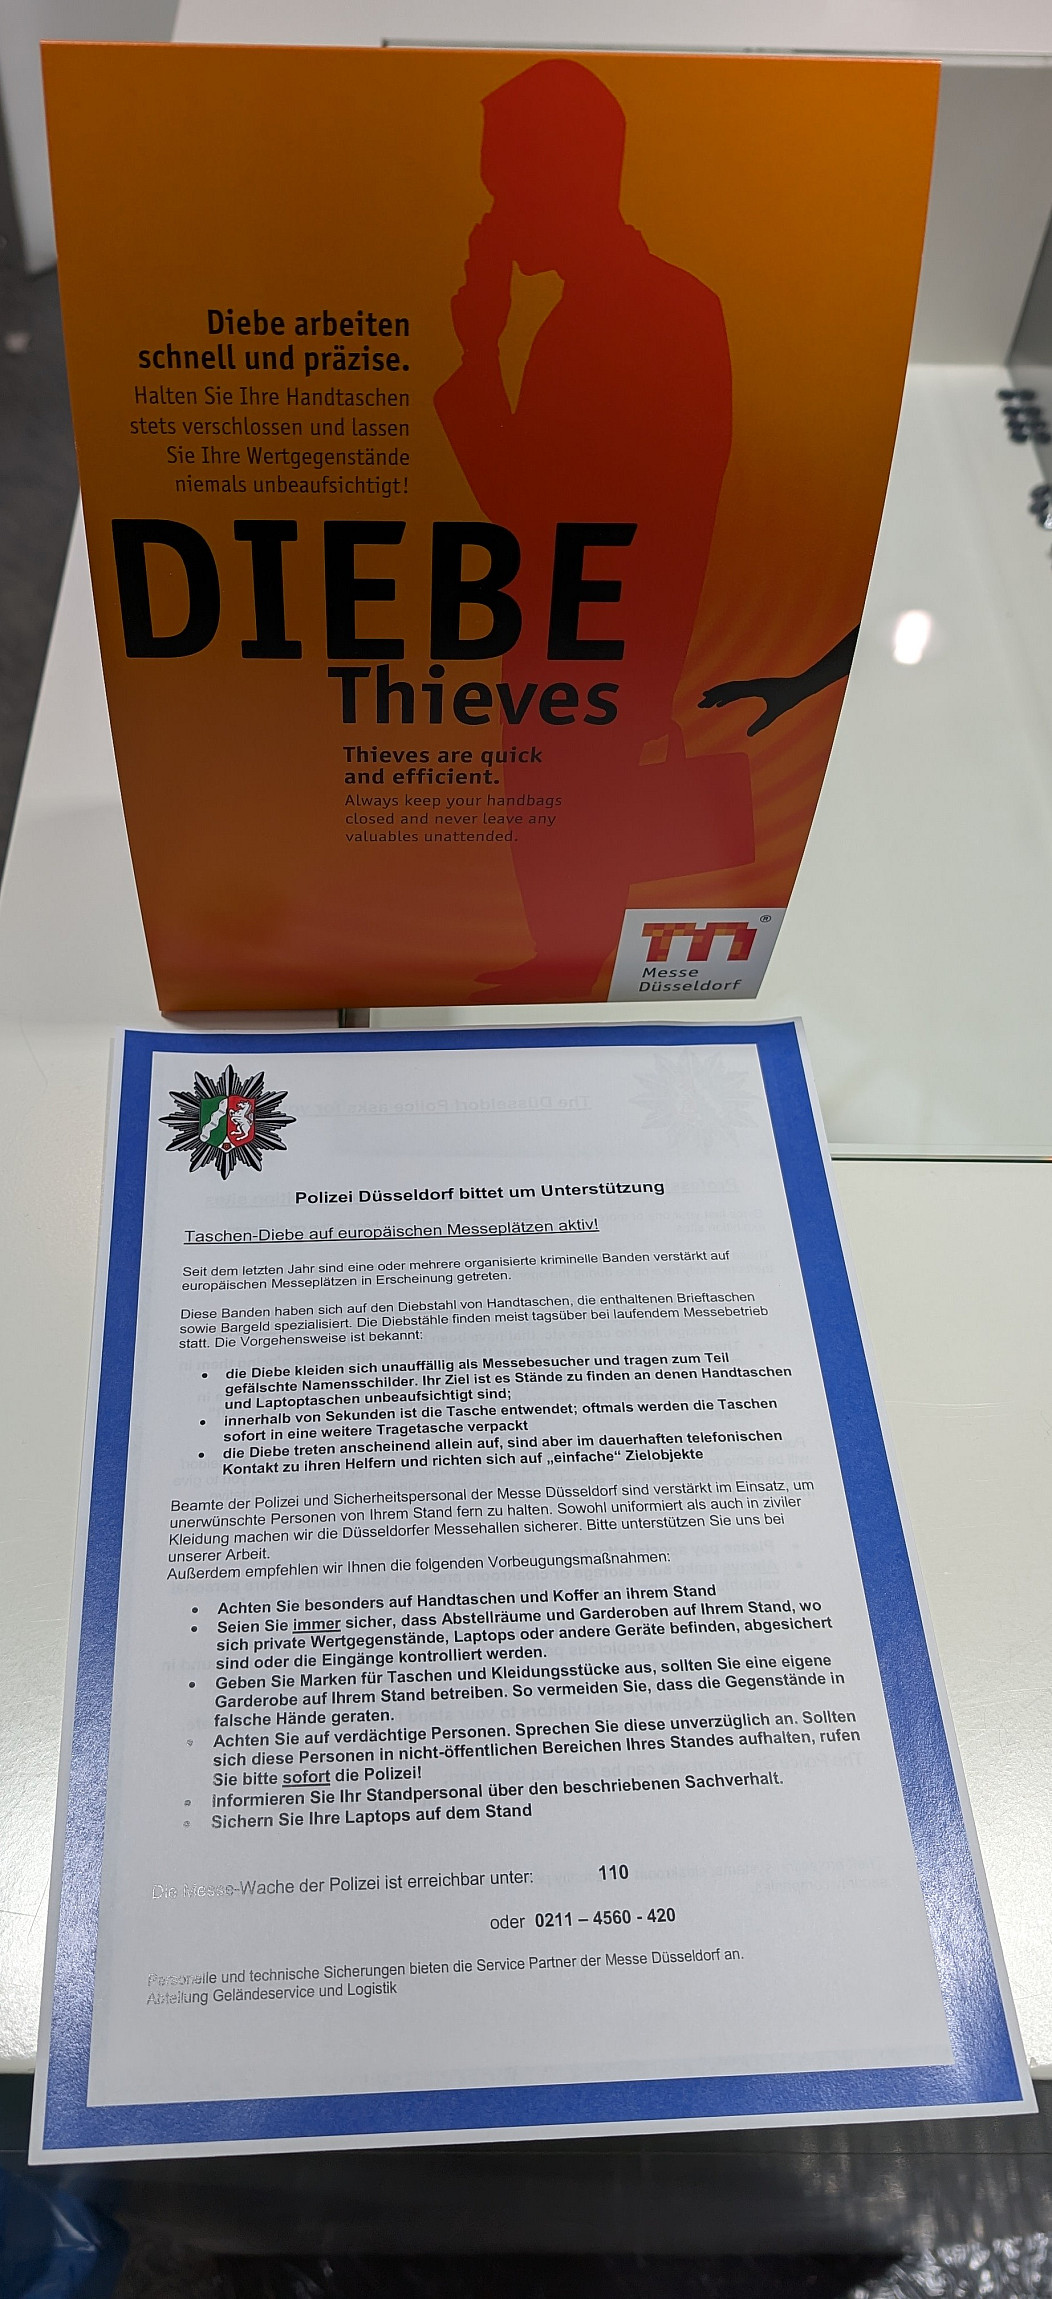 Diebe arbeiten
schnell und präzise.
Halten Sie Ihre Handtaschen
stets verschlossen und lassen
Sie Ihre Wertgegenstände
niemals unbeaufsichtigt!
DIEBE
Thieves
Thieves are quick
and efficient.
Always keep your handbags
closed and never leave any
valuables unattended.
®
Messe
Düsseldorf
Polizei Düsseldorf bittet um Unterstützung
Taschen-Diebe auf europäischen Messeplätzen aktiv!
Seit dem letzten Jahr sind eine oder mehrere organisierte kriminelle Banden verstärkt auf
europäischen Messeplätzen in Erscheinung getreten.
Diese Banden haben sich auf den Diebstahl von Handtaschen, die enthaltenen Brieftaschen
sowie Bargeld spezialisiert. Die Diebstähle finden meist tagsüber bei laufendem Messebetrieb
statt. Die Vorgehensweise ist bekannt:
• die Diebe kleiden sich unauffällig als Messebesucher und tragen zum Teil
gefälschte Namensschilder. Ihr Ziel ist es Stände zu finden an denen Handtaschen
und Laptoptaschen unbeaufsichtigt sind;
• innerhalb von Sekunden ist die Tasche entwendet; oftmals werden die Taschen
sofort in eine weitere Tragetasche verpackt
• die Diebe treten anscheinend allein auf, sind aber im dauerhaften telefonischen
Kontakt zu ihren Helfern und richten sich auf „einfache“ Zielobjekte
Beamte der Polizei und Sicherheitspersonal der Messe Düsseldorf sind verstärkt im Einsatz, um
unerwünschte Personen von Ihrem Stand fern zu halten. Sowohl uniformiert als auch in ziviler
Kleidung machen wir die Düsseldorfer Messehallen sicherer. Bitte unterstützen Sie uns bei
unserer Arbeit.
Außerdem empfehlen wir Ihnen die folgenden Vorbeugungsmaßnahmen:
• Achten Sie besonders auf Handtaschen und Koffer an ihrem Stand
• Seien Sie immer sicher, dass Abstellräume und Garderoben auf Ihrem Stand, wo
sich private Wertgegenstände, Laptops oder andere Geräte befinden, abgesichert
sind oder die Eingänge kontrolliert werden.
• Geben Sie Marken für Taschen und Kleidungsstücke aus, sollten Sie eine eigene
Garderobe auf Ihrem Stand betreiben. So vermeiden Sie, dass die Gegenstände in
falsche Hände geraten.
• Achten Sie auf verdächtige Personen. Sprechen Sie diese unverzüglich an. Sollten
sich diese Personen in nicht-öffentlichen Bereichen Ihres Standes aufhalten, rufen
Sie bitte sofort die Polizei!
• Informieren Sie Ihr Standpersonal über den beschriebenen Sachverhalt.
• Sichern Sie Ihre Laptops auf dem Stand
Die Messe-Wache der Polizei ist erreichbar unter: 110
oder 0211 – 4560 - 420
Personelle und technische Sicherungen bieten die Service Partner der Messe Düsseldorf an.
Abteilung Geländeservice und Logistik